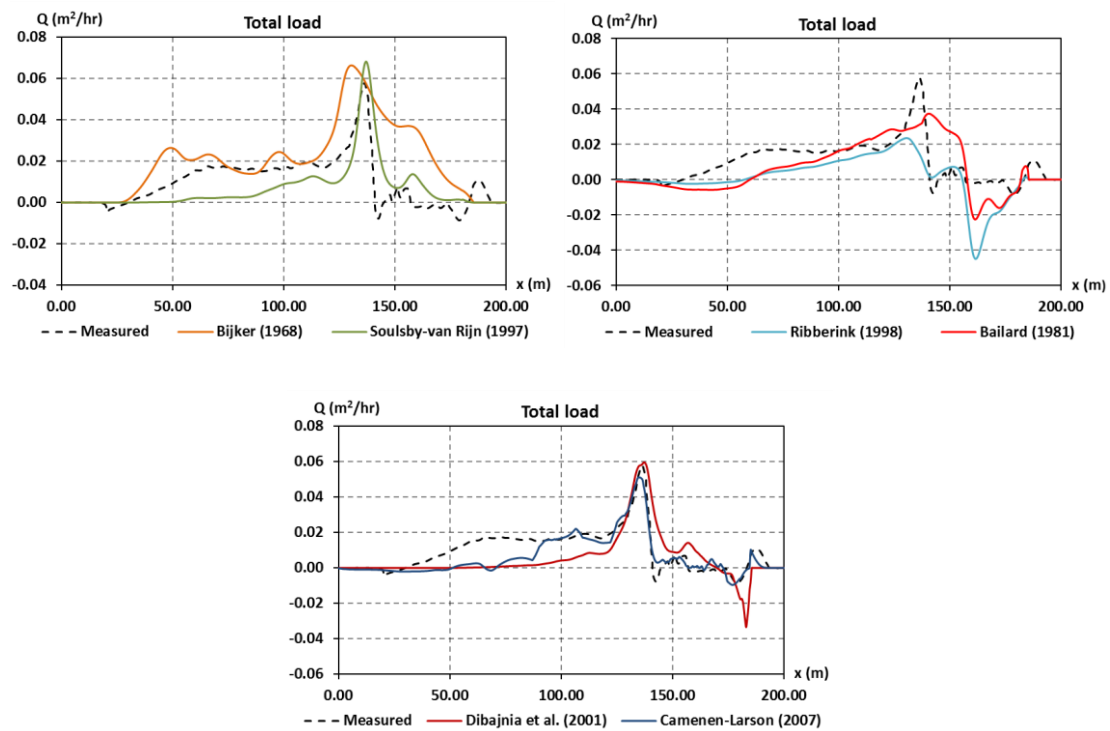 Q (m²/hr)
Total load
0.08
0.06
0.04
0.02
0.00
-0.02
-0.04
x (m)
0.00 50.00 100.00 150.00 200.00
Measured Bijker (1968) Soulsby-van Rijn (1997)
Q (m²/hr)
Total load
0.08
0.06
0.04
0.02
0.00
-0.02
-0.04
-0.06
x (m)
0.00 50.00 100.00 150.00 200.00
Measured Ribberink (1998) Bailard (1981)
Q (m²/hr)
Total load
0.08
0.06
0.04
0.02
0.00
-0.02
-0.04
-0.06
x (m)
0.00 50.00 100.00 150.00 200.00
Measured Dibajnia et al. (2001) Camenen-Larson (2007)